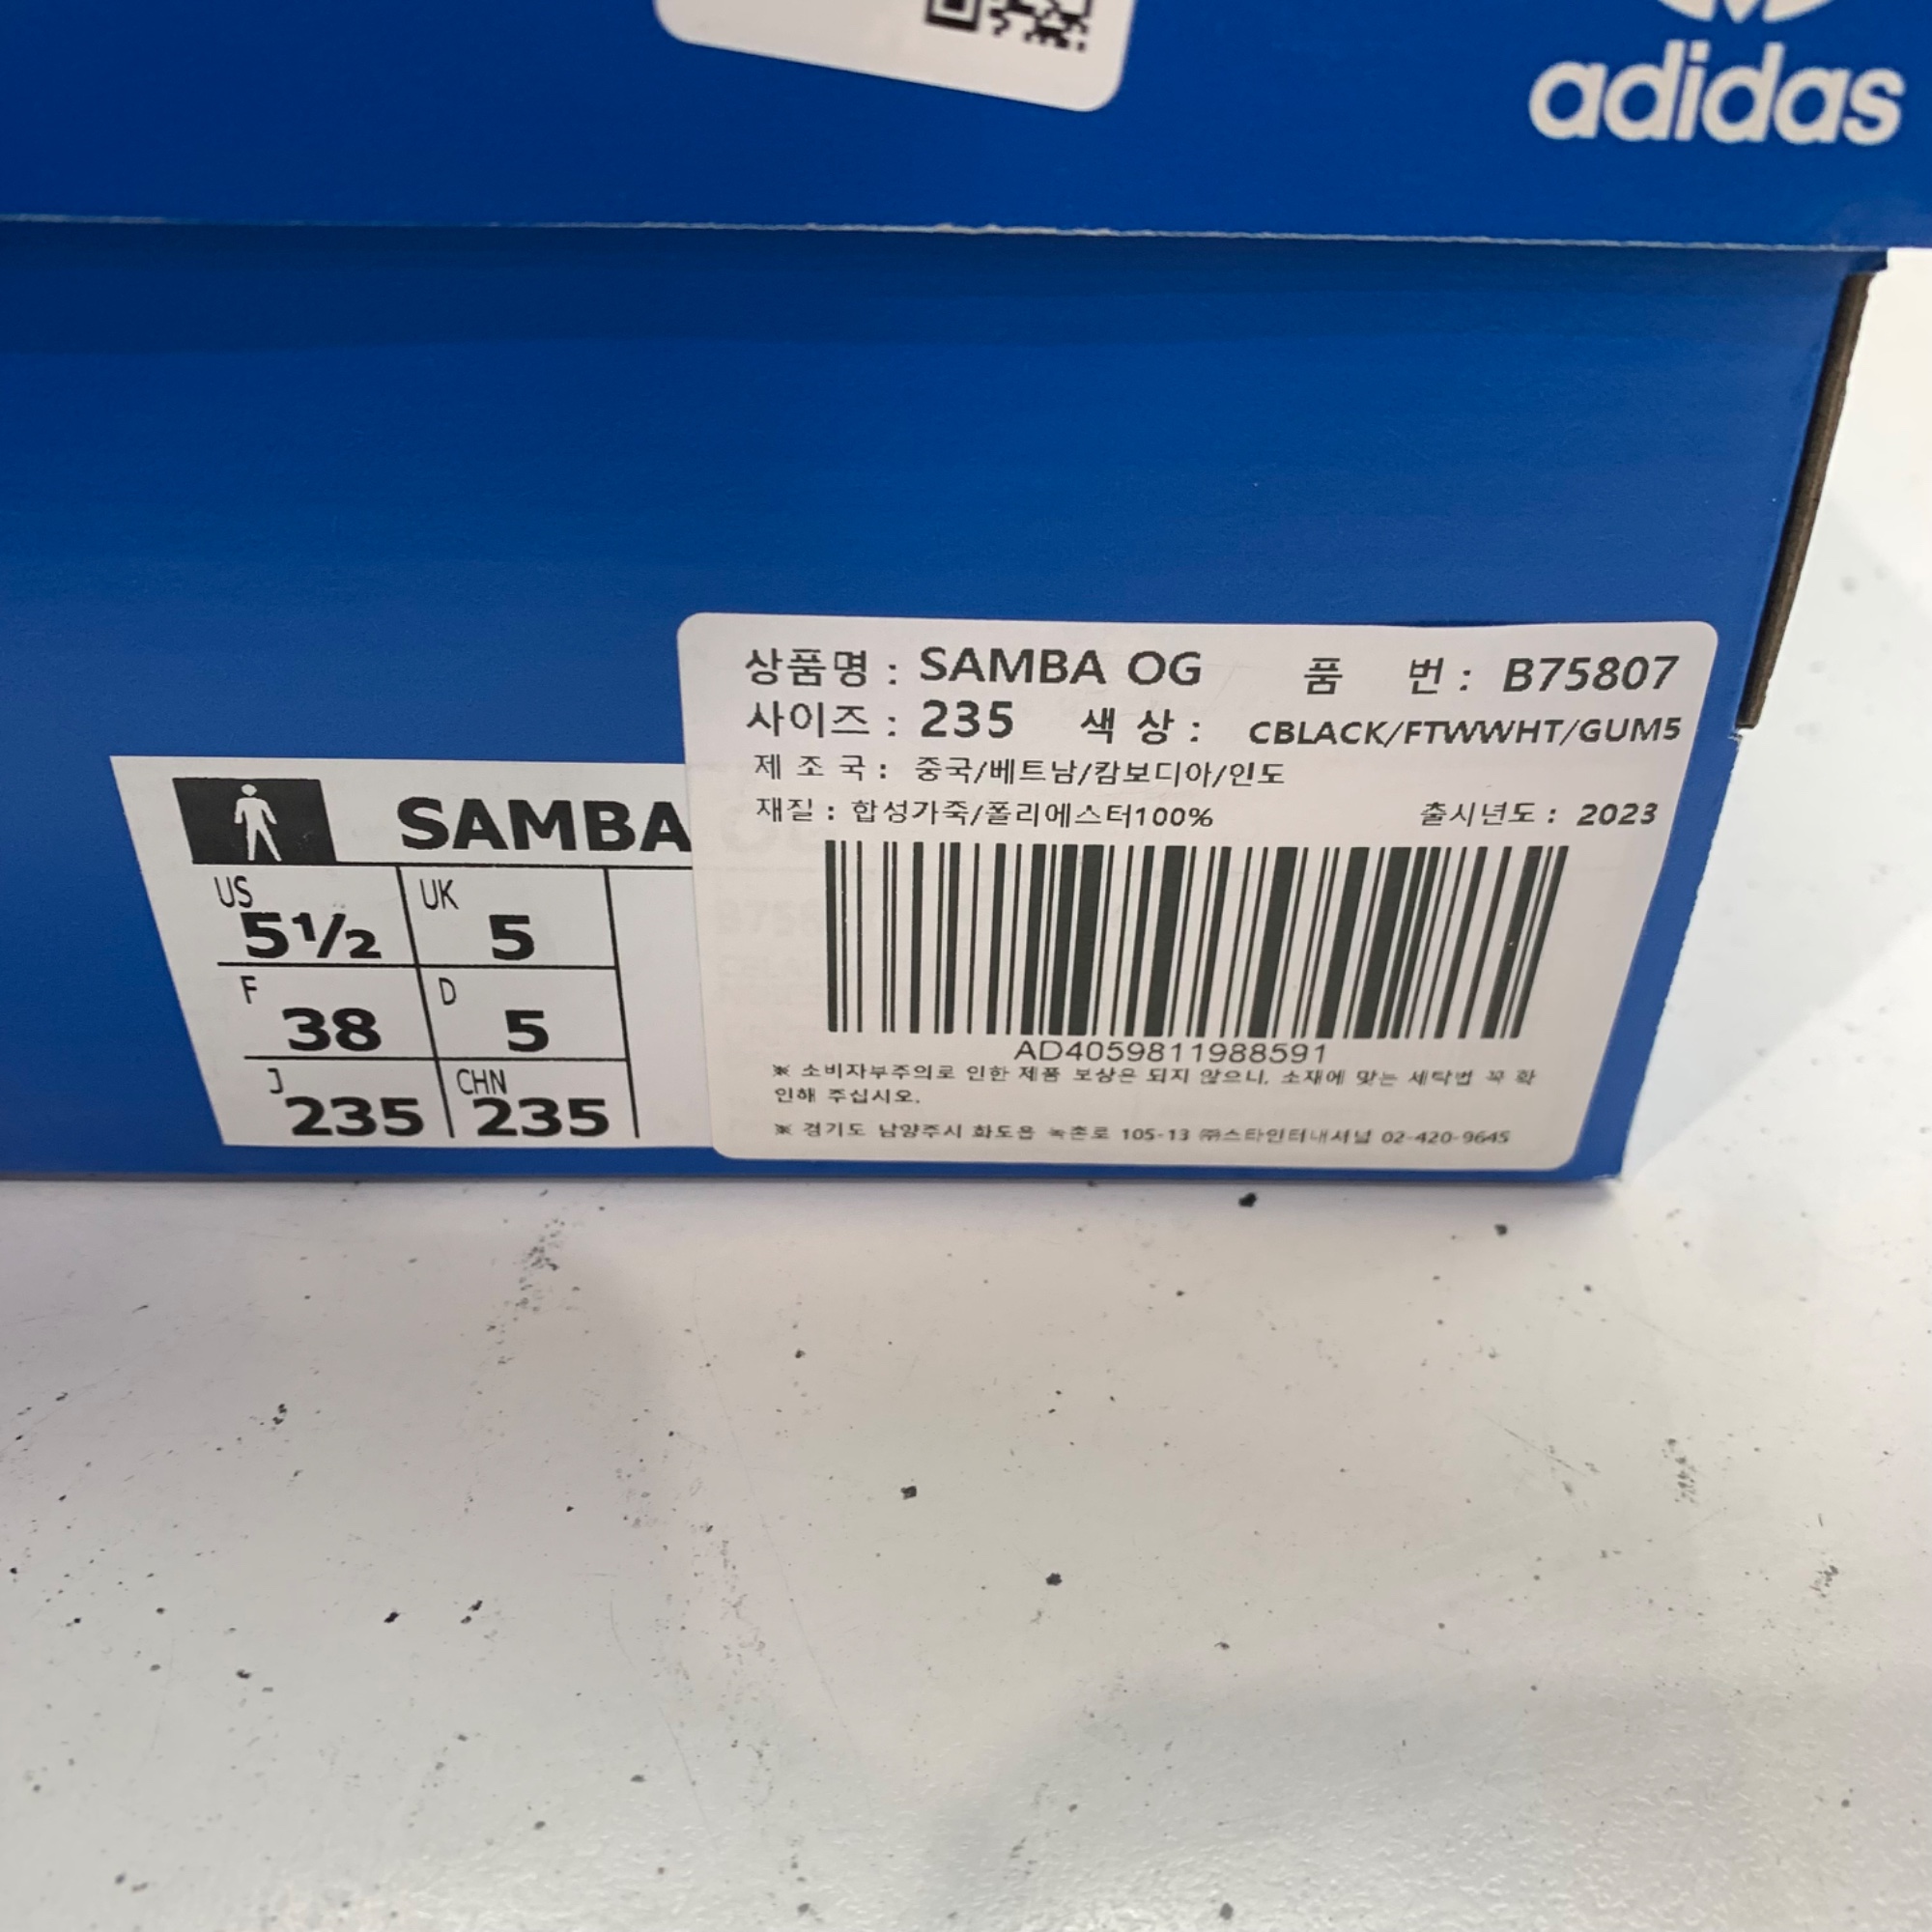 adidas
상품명 : SAMBA OG 품 번 : B75807
사이즈 : 235 색 상 : CBLACK/FTWWHT/GUM5
제 조 국 : 중국/베트남/캄보디아/인도
재질 : 합성가죽/폴리에스터100% 출시년도 : 2023
AD4059811988591
※ 소비자부주의로 인한 제품 보상은 되지 않으니, 소재에 맞는 세탁법 꼭 확
인해 주십시오.
※ 경기도 남양주시 화도읍 녹촌로 105-13 ㈜스타인터내셔널 02-420-9645
SAMBA
US 5½ UK 5
F 38 D 5
J 235 CHN 235